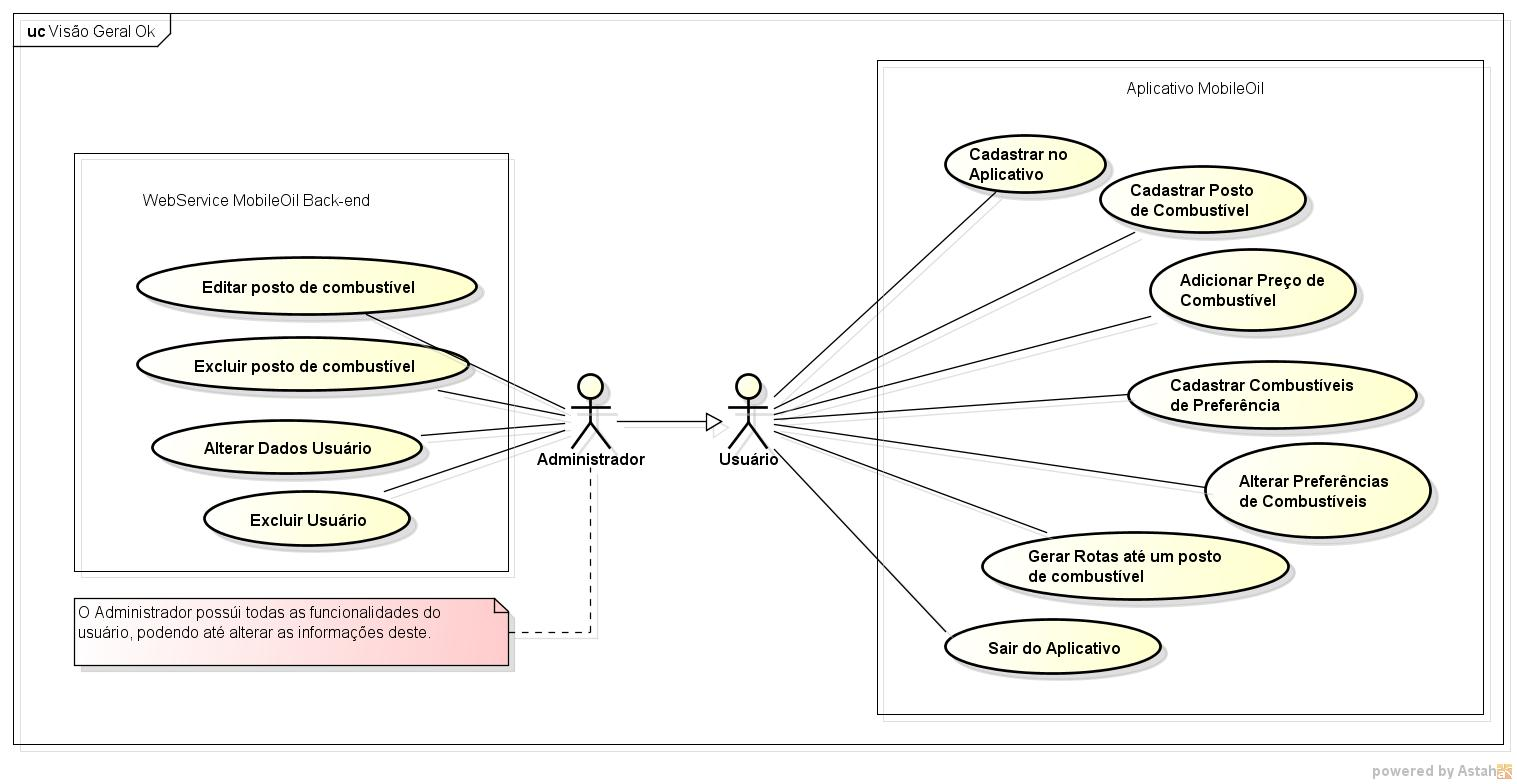 uc Visão Geral Ok
Aplicativo MobileOil
Cadastrar no
Aplicativo
Cadastrar Posto
de Combustível
WebService MobileOil Back-end
Editar posto de combustível
Adicionar Preço de
Combustível
Excluir posto de combustível
Cadastrar Combustíveis
de Preferência
Alterar Dados Usuário
Administrador
Usuário
Alterar Preferências
de Combustíveis
Excluir Usuário
Gerar Rotas até um posto
de combustível
O Administrador possúi todas as funcionalidades do
usuário, podendo até alterar as informações deste.
Sair do Aplicativo
powered by Astah